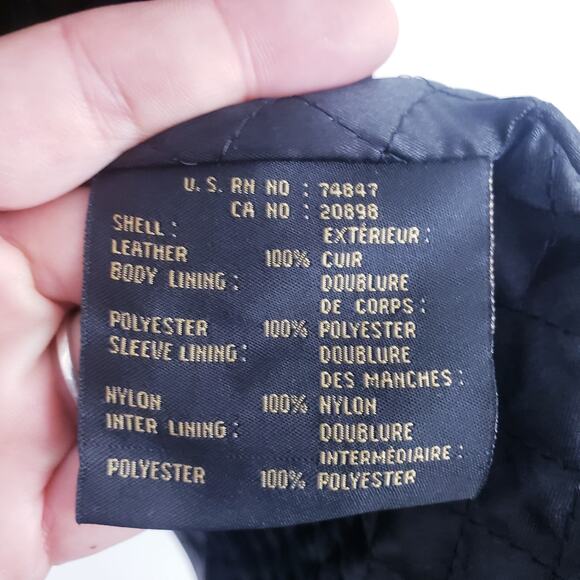 U.S. RN NO : 74847
CA NO : 20898
SHELL : EXTÉRIEUR :
LEATHER 100% CUIR
BODY LINING : DOUBLURE
DE CORPS :
POLYESTER 100% POLYESTER
SLEEVE LINING : DOUBLURE
DES MANCHES :
NYLON 100% NYLON
INTER LINING : DOUBLURE
INTERMÉDIAIRE :
POLYESTER 100% POLYESTER